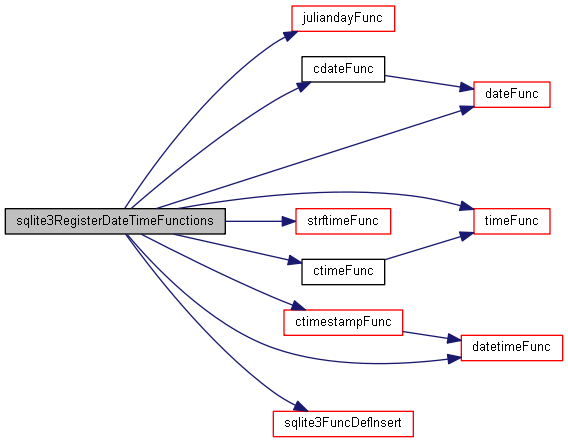 juliandayFunc
cdateFunc
dateFunc
sqlite3RegisterDateTimeFunctions
strftimeFunc
timeFunc
ctimeFunc
ctimestampFunc
datetimeFunc
sqlite3FuncDefInsert